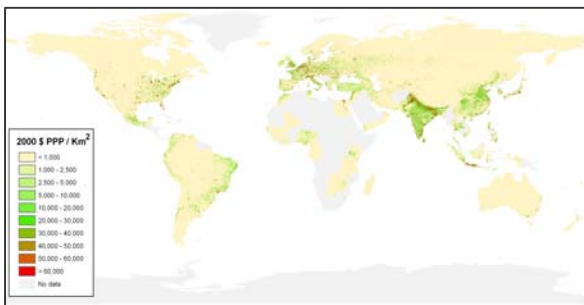 2000 $ PPP / Km²
< 1,000
1,000 - 2,500
2,500 - 5,000
5,000 - 10,000
10,000 - 20,000
20,000 - 30,000
30,000 - 40,000
40,000 - 50,000
50,000 - 60,000
> 60,000
No data